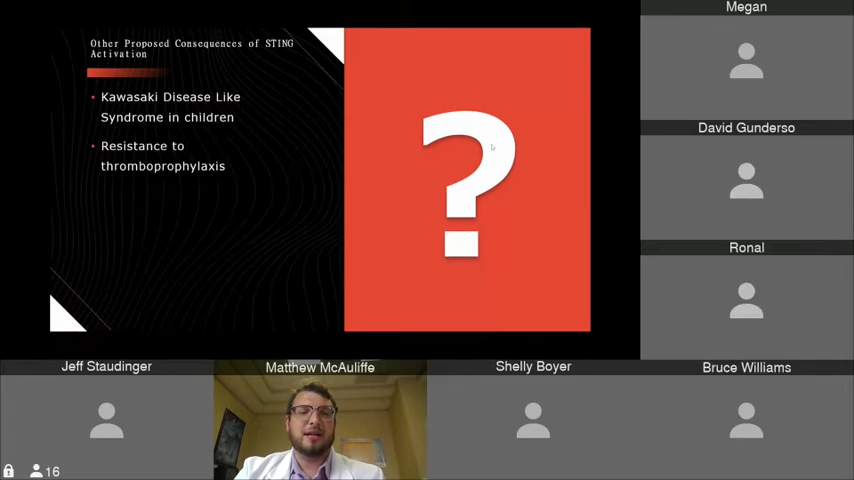 Other Proposed Consequences of STING
Activation
• Kawasaki Disease Like
Syndrome in children
• Resistance to
thromboprophylaxis
?
Megan
David Gunderso
Ronal
Jeff Staudinger
Matthew McAuliffe
Shelly Boyer
Bruce Williams
16